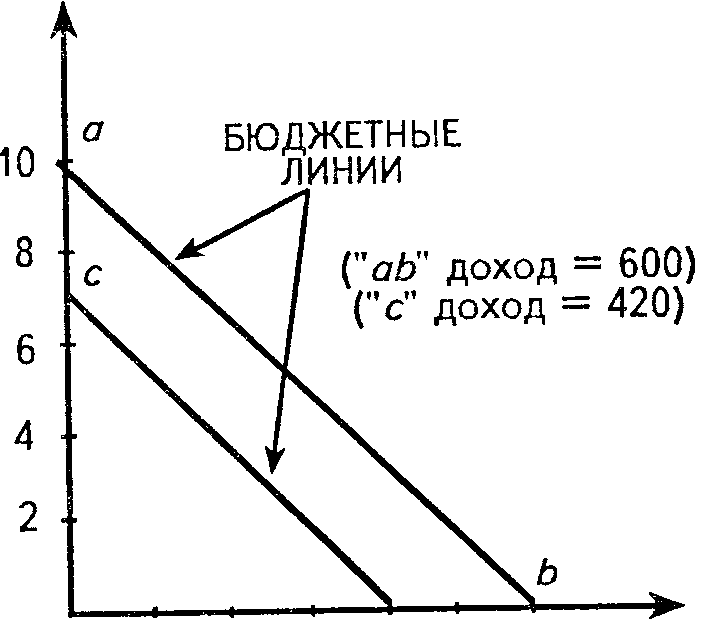 a
10
БЮДЖЕТНЫЕ
ЛИНИИ
8
c
("ab" доход = 600)
("c" доход = 420)
6
4
2
b